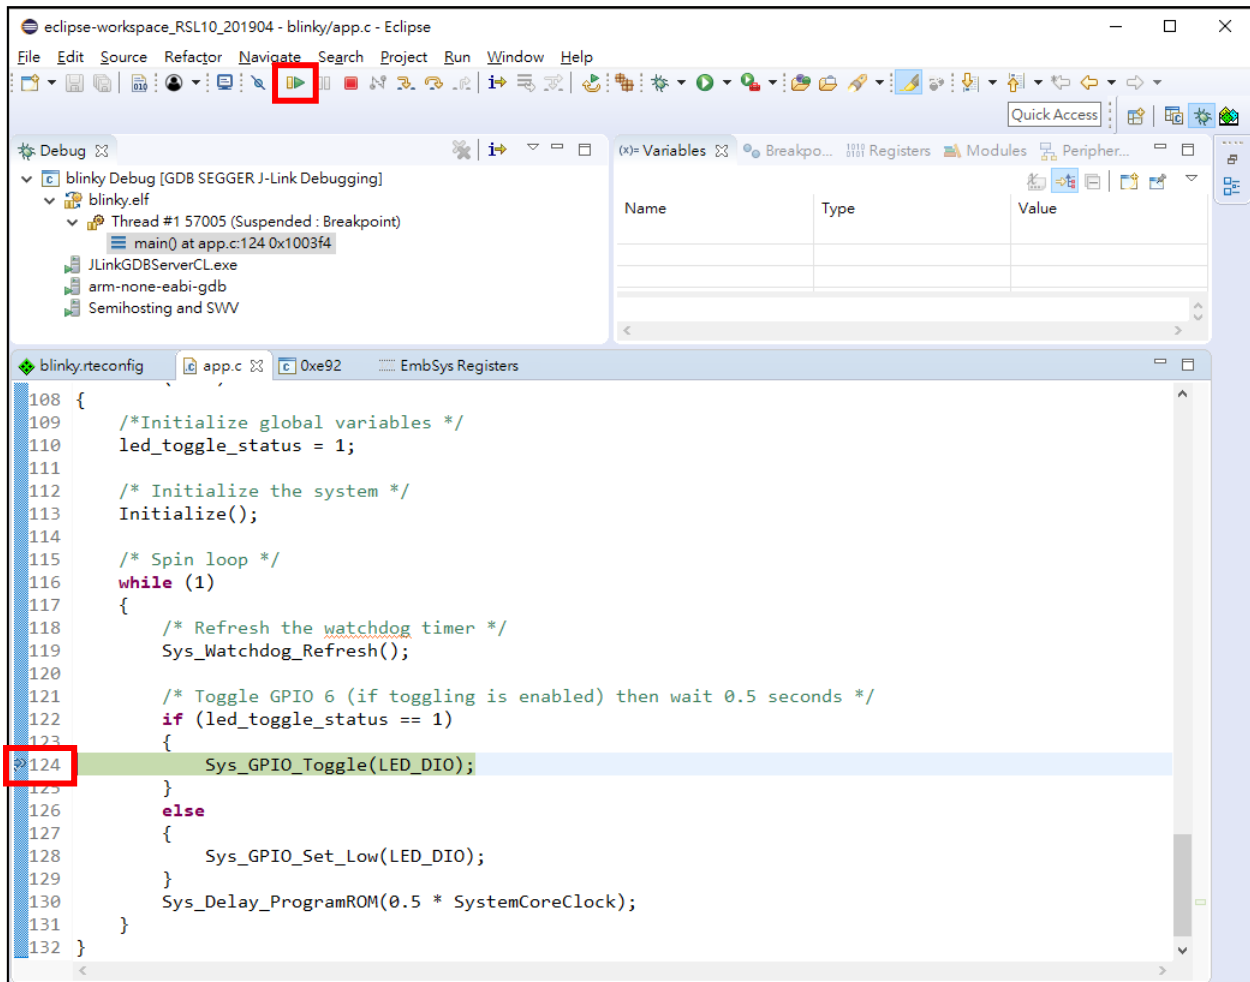 eclipse-workspace_RSL10_201904 - blinky/app.c - Eclipse
File Edit Source Refactor Navigate Search Project Run Window Help
Quick Access
Debug
(x)= Variables Breakpo... Registers Modules Peripher...
blinky Debug [GDB SEGGER J-Link Debugging]
blinky.elf
Thread #1 57005 (Suspended : Breakpoint)
main() at app.c:124 0x1003f4
JLinkGDBServerCL.exe
arm-none-eabi-gdb
Semihosting and SWV
Name Type Value
blinky.rteconfig app.c 0xe92 EmbSys Registers
108 {
109 /*Initialize global variables */
110 led_toggle_status = 1;
111
112 /* Initialize the system */
113 Initialize();
114
115 /* Spin loop */
116 while (1)
117 {
118 /* Refresh the watchdog timer */
119 Sys_Watchdog_Refresh();
120
121 /* Toggle GPIO 6 (if toggling is enabled) then wait 0.5 seconds */
122 if (led_toggle_status == 1)
123 {
124 Sys_GPIO_Toggle(LED_DIO);
125 }
126 else
127 {
128 Sys_GPIO_Set_Low(LED_DIO);
129 }
130 Sys_Delay_ProgramROM(0.5 * SystemCoreClock);
131 }
132 }